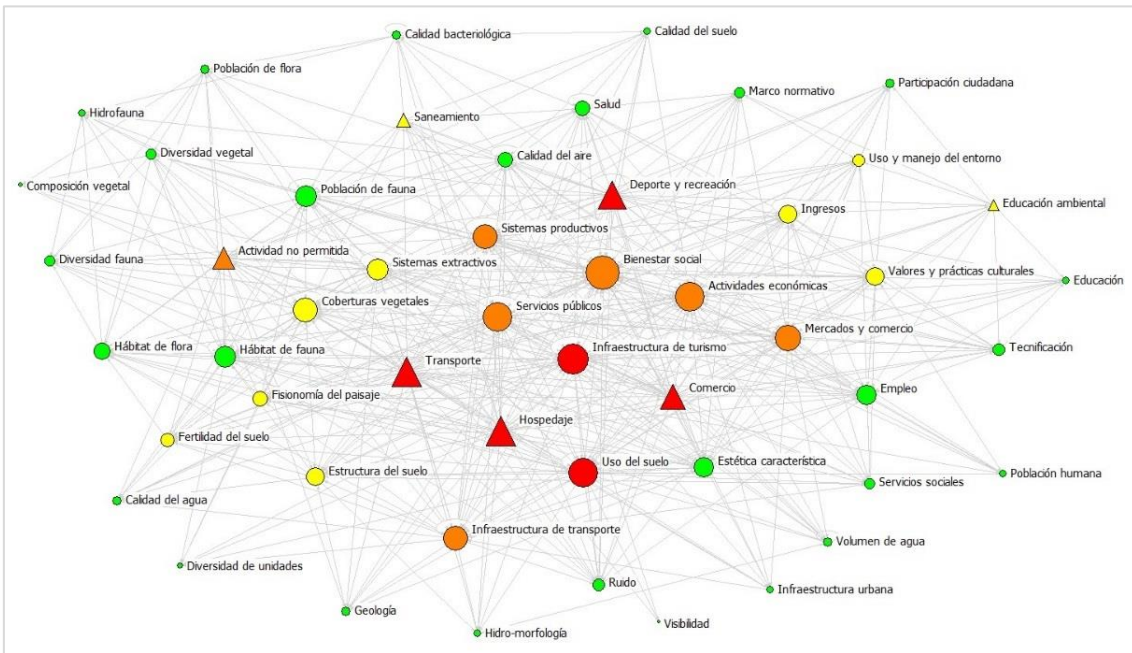 Calidad del suelo
Calidad bacteriológica
Población de flora
Participación ciudadana
Marco normativo
Salud
Hidrofauna
Saneamiento
Diversidad vegetal
Calidad del aire
Uso y manejo del entorno
Composición vegetal
Población de fauna
Deporte y recreación
Educación ambiental
Ingresos
Sistemas productivos
Actividad no permitida
Bienestar social
Diversidad fauna
Sistemas extractivos
Valores y prácticas culturales
Educación
Actividades económicas
Coberturas vegetales
Servicios públicos
Mercados y comercio
Hábitat de flora
Hábitat de fauna
Infraestructura de turismo
Tecnificación
Transporte
Comercio
Empleo
Fisionomía del paisaje
Hospedaje
Fertilidad del suelo
Uso del suelo
Estética característica
Estructura del suelo
Población humana
Servicios sociales
Calidad del agua
Infraestructura de transporte
Volumen de agua
Diversidad de unidades
Ruido
Infraestructura urbana
Geología
Visibilidad
Hidro-morfología